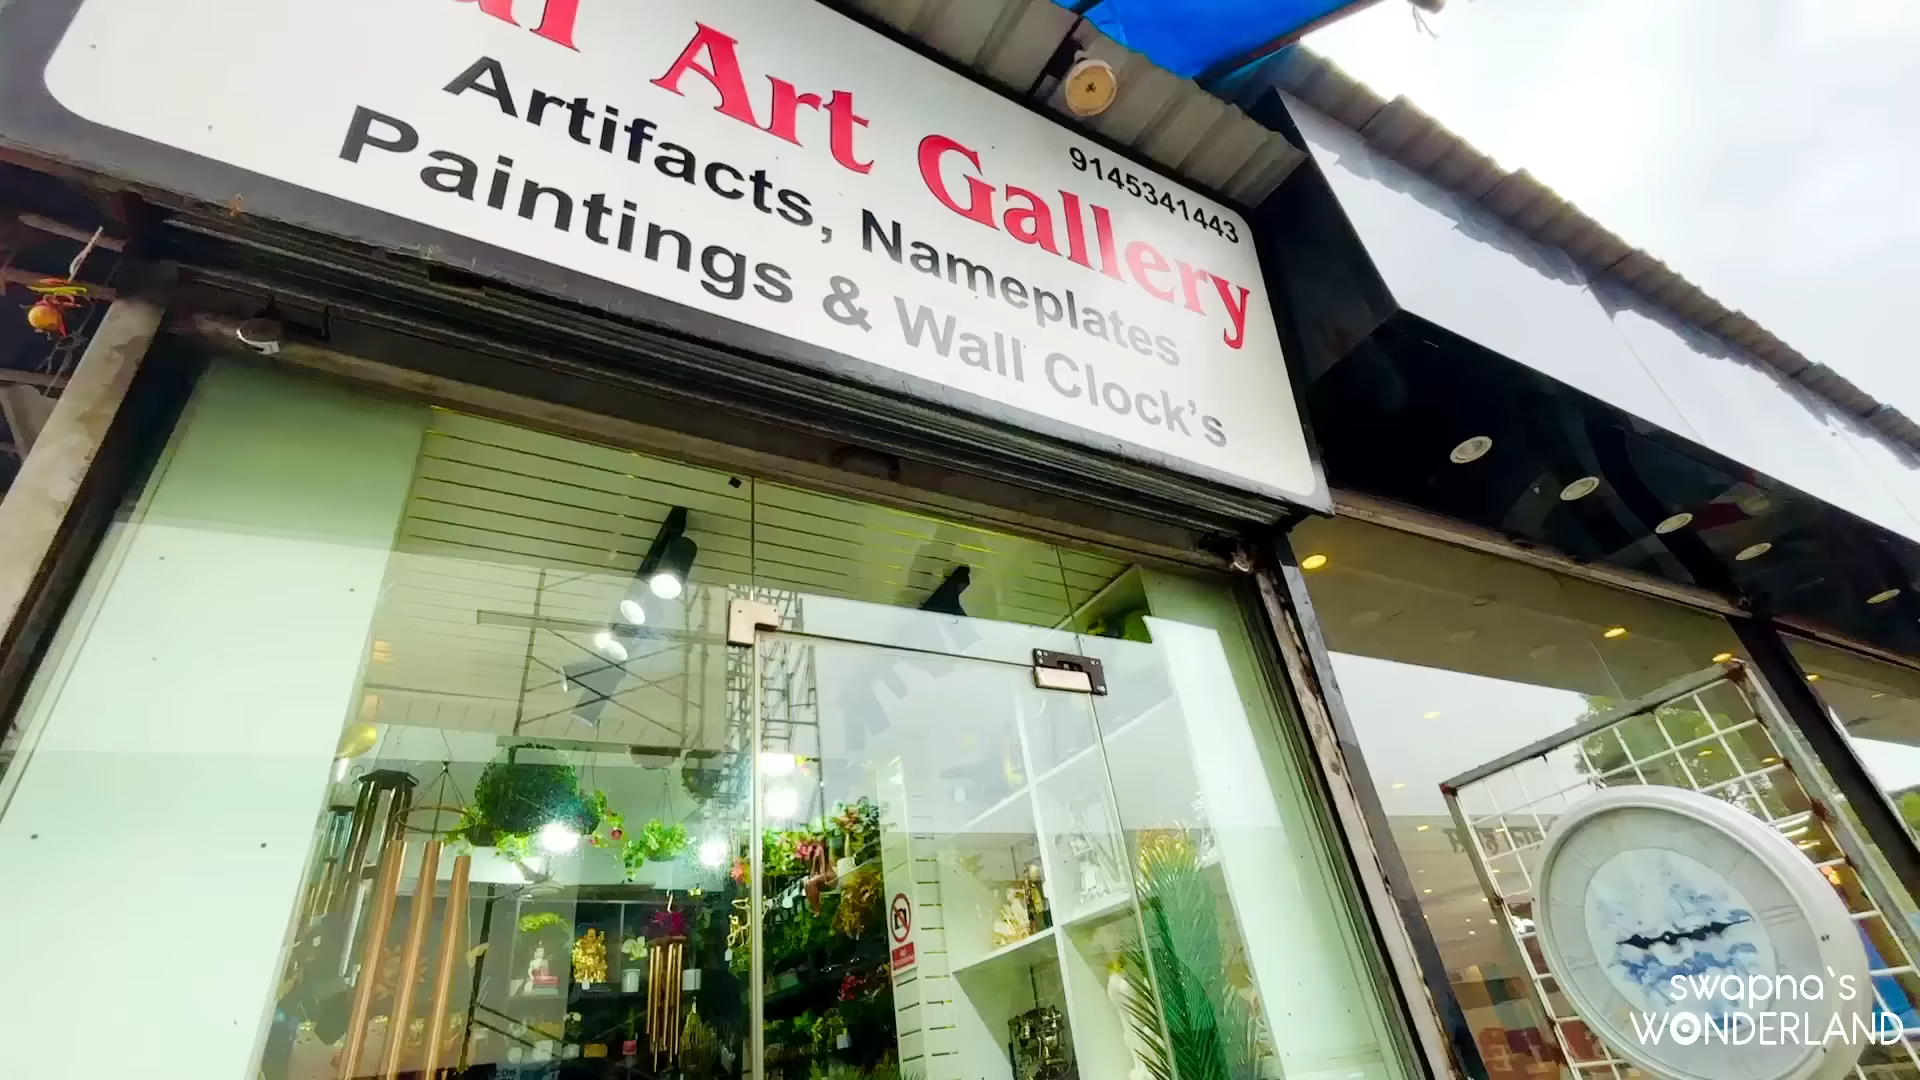 Art Gallery
9145341443
Artifacts, Nameplates
Paintings & Wall Clock's
swapna's
WONDERLAND